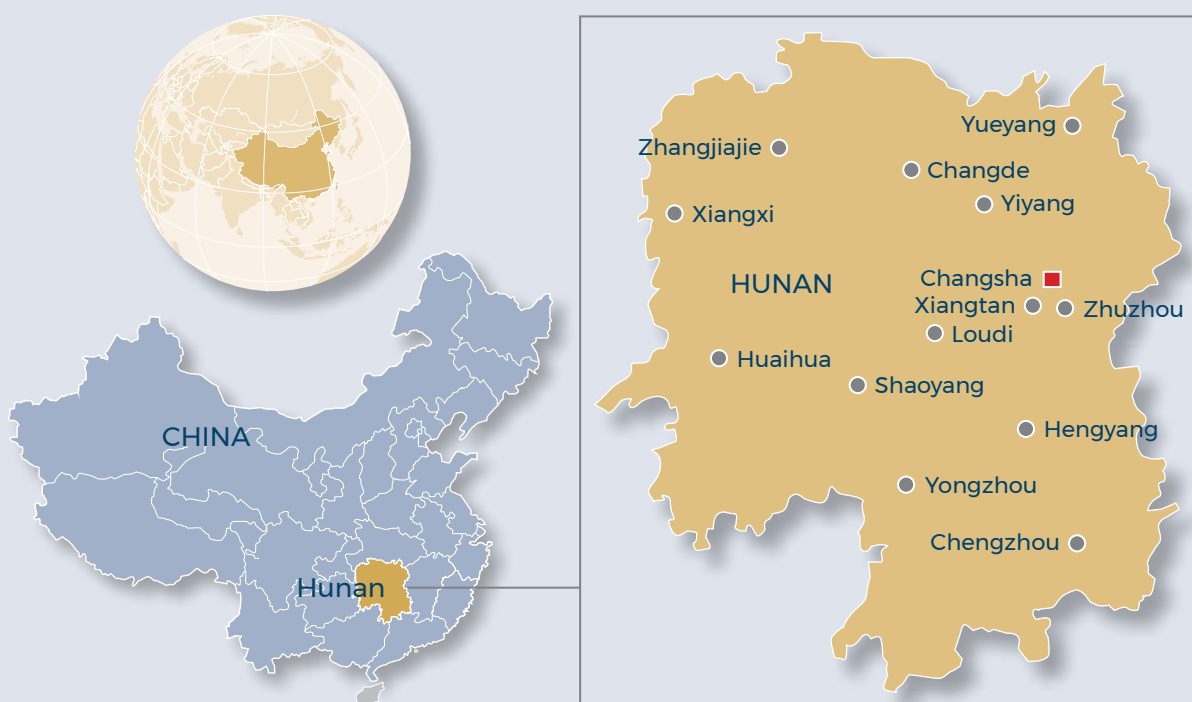 CHINA
Hunan
Yueyang
Zhangjiajie
Changde
Yiyang
Xiangxi
HUNAN
Changsha
Xiangtan
Zhuzhou
Loudi
Huaihua
Shaoyang
Hengyang
Yongzhou
Chengzhou